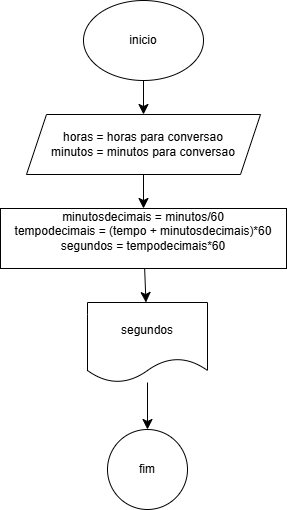 inicio
horas = horas para conversao
minutos = minutos para conversao
minutosdecimais = minutos/60
tempodecimais = (tempo + minutosdecimais)*60
segundos = tempodecimais*60
segundos
fim